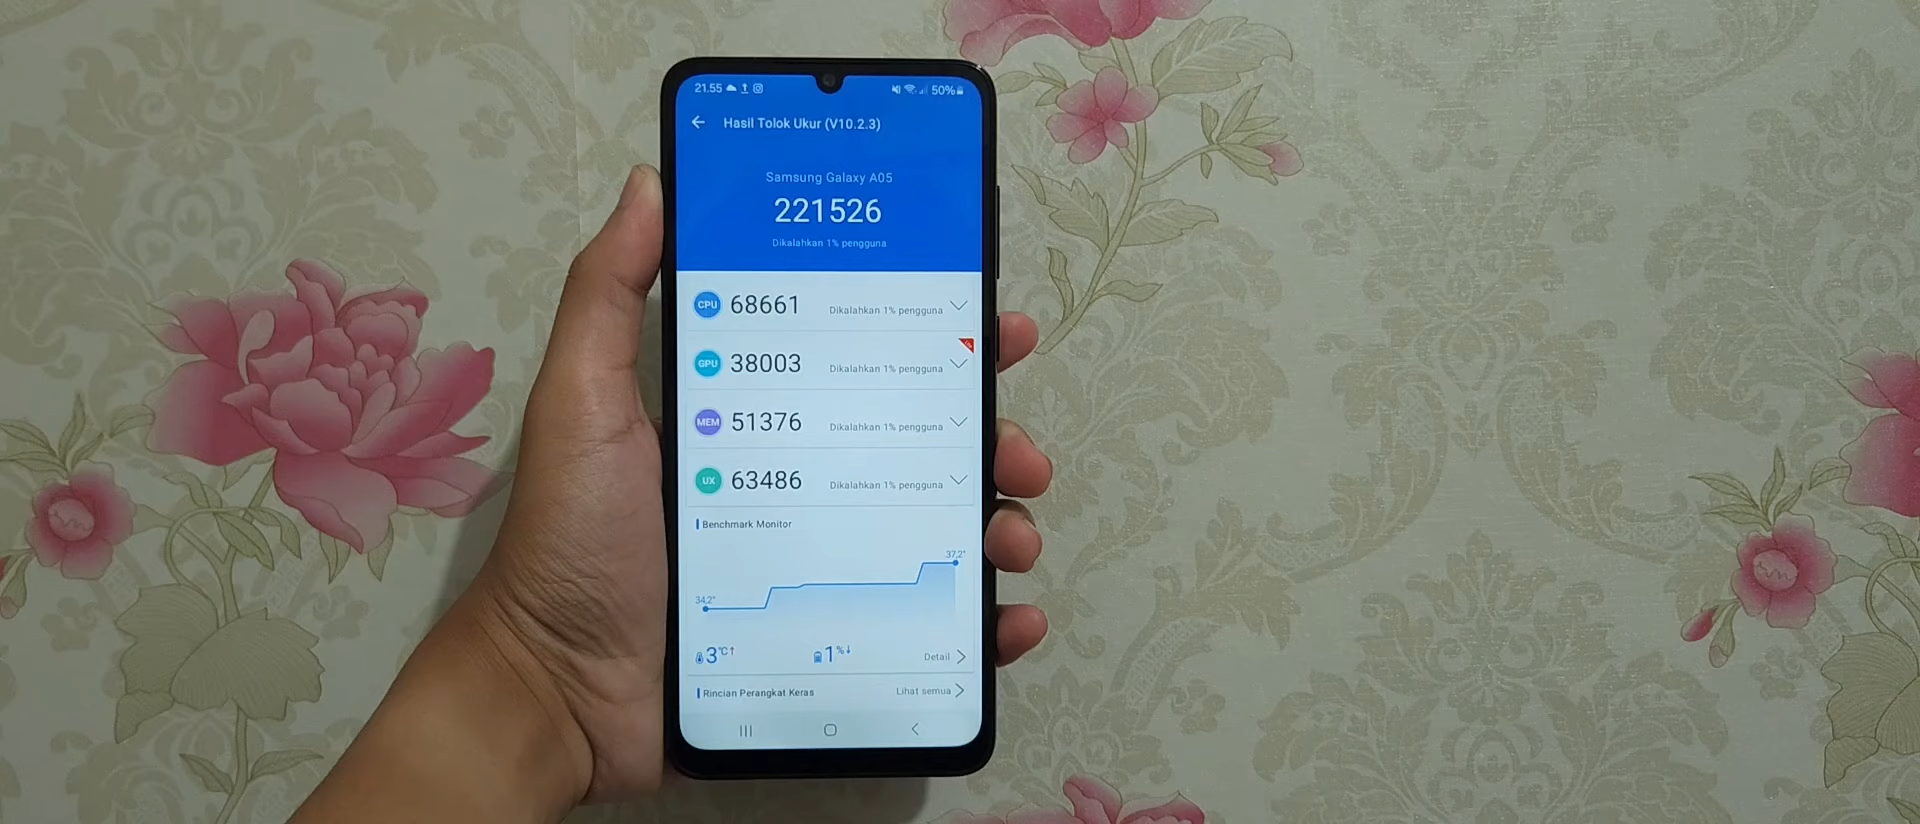 21.55 50%
Hasil Tolok Ukur (V10.2.3)
Samsung Galaxy A05
221526
Dikalahkan 1% pengguna
CPU 68661 Dikalahkan 1% pengguna
GPU 38003 Dikalahkan 1% pengguna
MEM 51376 Dikalahkan 1% pengguna
UX 63486 Dikalahkan 1% pengguna
Benchmark Monitor
37,2°
34,2°
3℃↑ 1%↓ Detail
Rincian Perangkat Keras Lihat semua